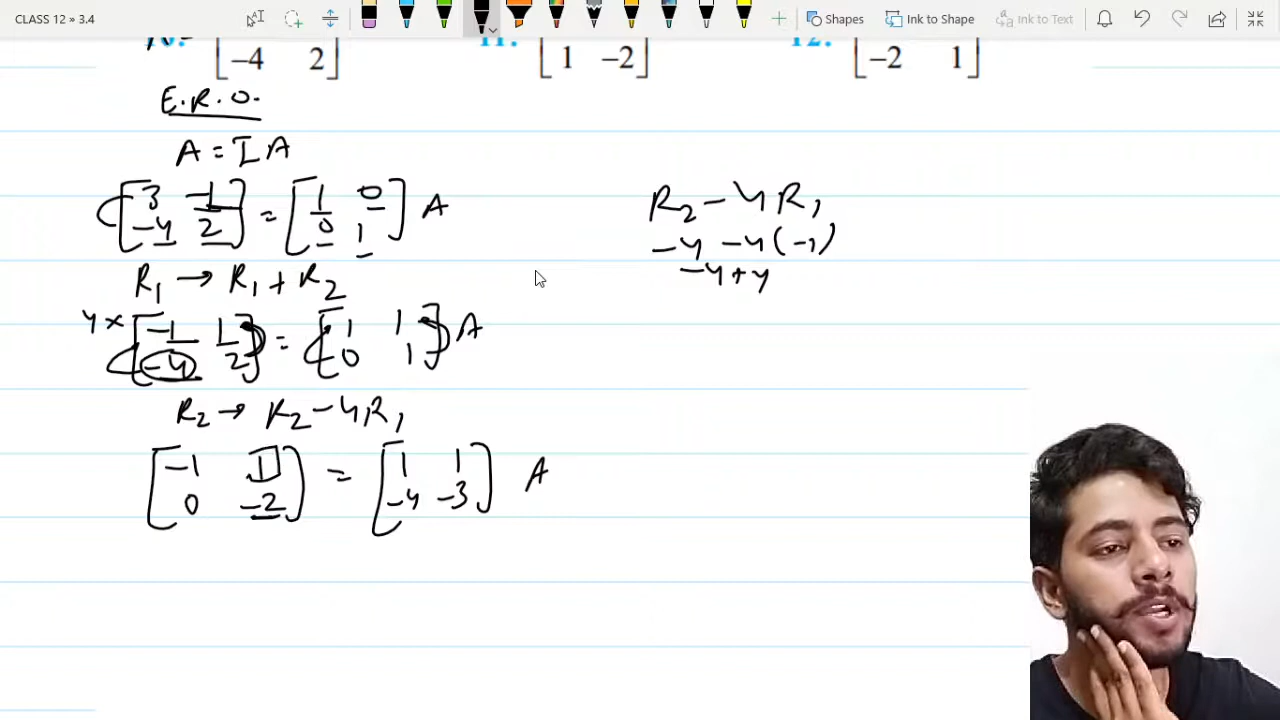 CLASS 12 » 3.4 Shapes Ink to Shape Ink to Text
10. 11. 12.
-4 2 1 -2 -2 1
E.R.O.
A = I A
[3 -1] = [1 0] A
[-4 2] [0 1]
R₂ - 4R₁
-4 -4(-1)
-4+4
R₁ → R₁ + R₂
4× [-1 1] = [1 1] A
[-4 2] [0 1]
R₂ → R₂ - 4R₁
[-1 1] = [1 1] A
[0 -2] [-4 -3]